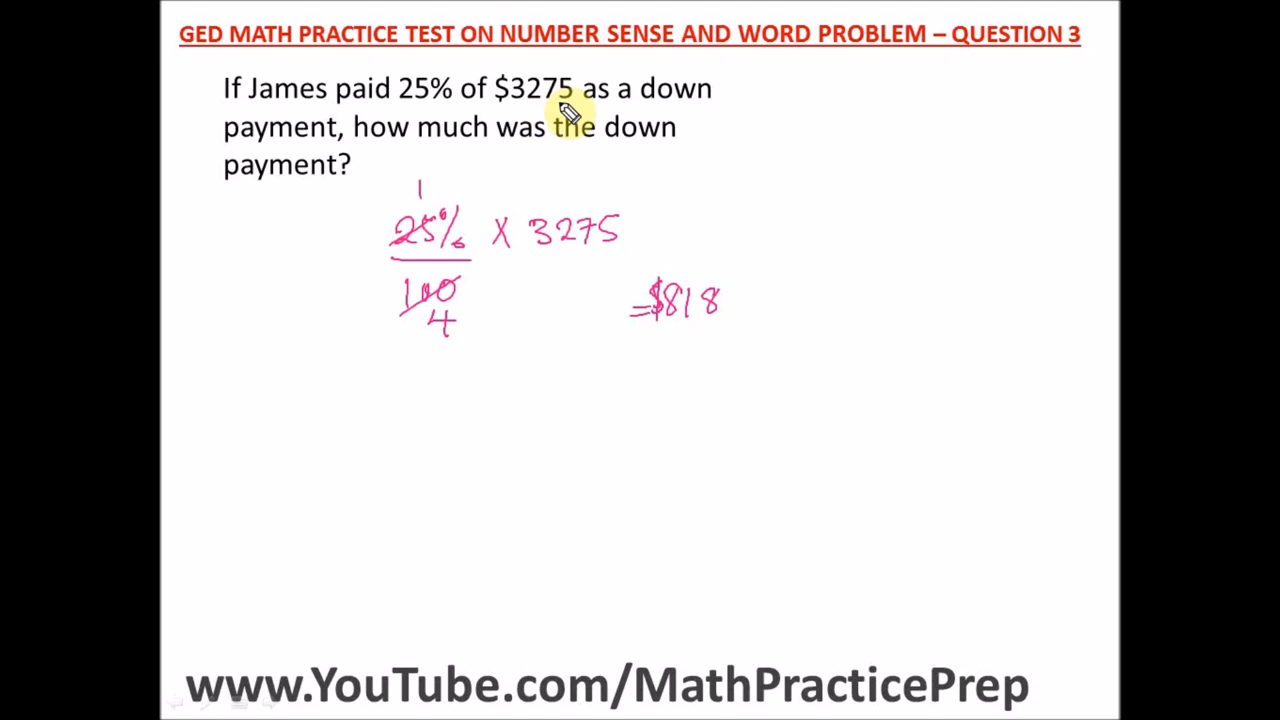 GED MATH PRACTICE TEST ON NUMBER SENSE AND WORD PROBLEM – QUESTION 3
If James paid 25% of $3275 as a down
payment, how much was the down
payment?
1
25% X 3275
100
4
=$818
www.YouTube.com/MathPracticePrep